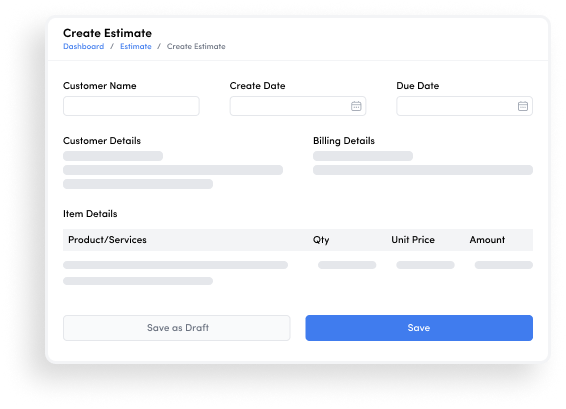 Create Estimate
Dashboard / Estimate / Create Estimate
Customer Name Create Date Due Date
Customer Details Billing Details
Item Details
Product/Services Qty Unit Price Amount
Save as Draft Save